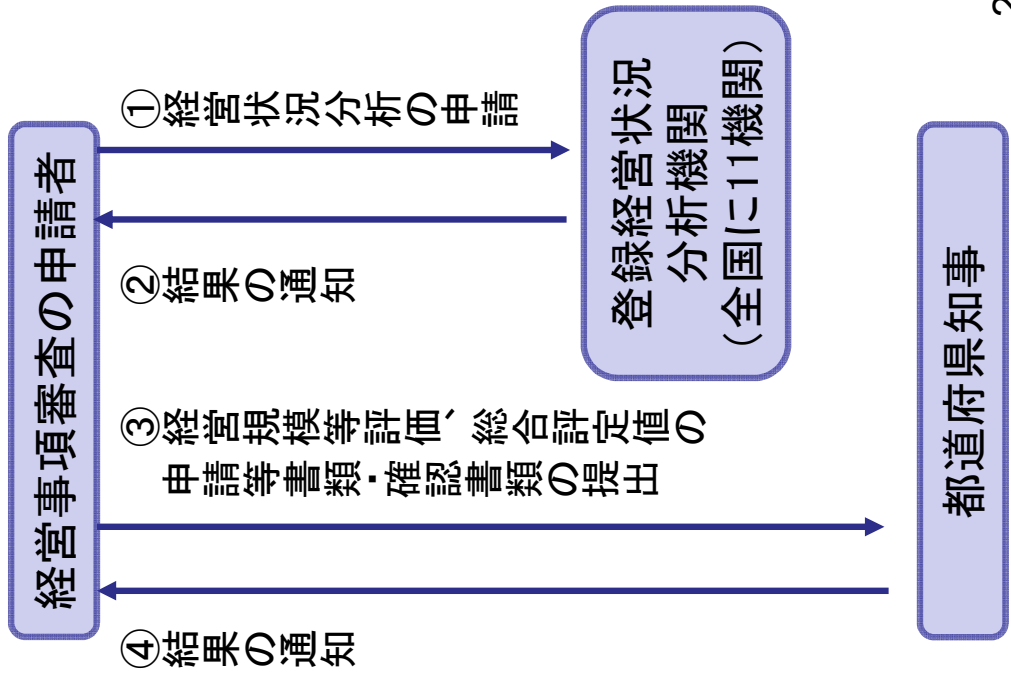 経営事項審査の申請者
①経営状況分析の申請
②結果の通知
登録経営状況
分析機関
(全国に11機関)
③経営規模等評価、総合評定値の
申請等書類・確認書類の提出
④結果の通知
都道府県知事
2